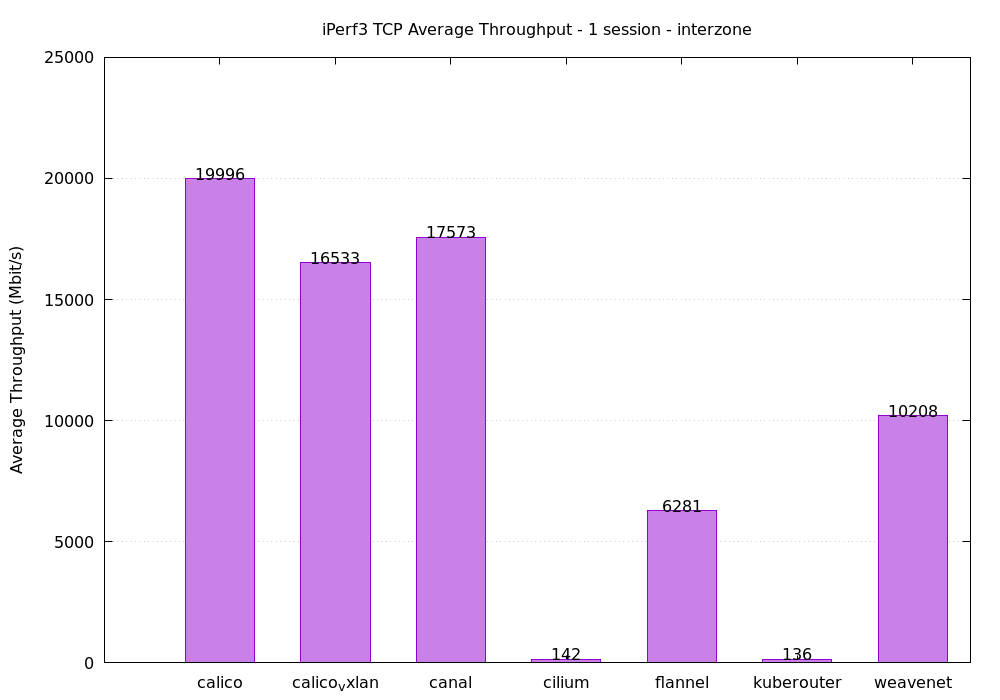 iPerf3 TCP Average Throughput - 1 session - interzone
Average Throughput (Mbit/s)
25000
20000
15000
10000
5000
0
19996
16533
17573
142
6281
136
10208
calico
calicovxlan
canal
cilium
flannel
kuberouter
weavenet